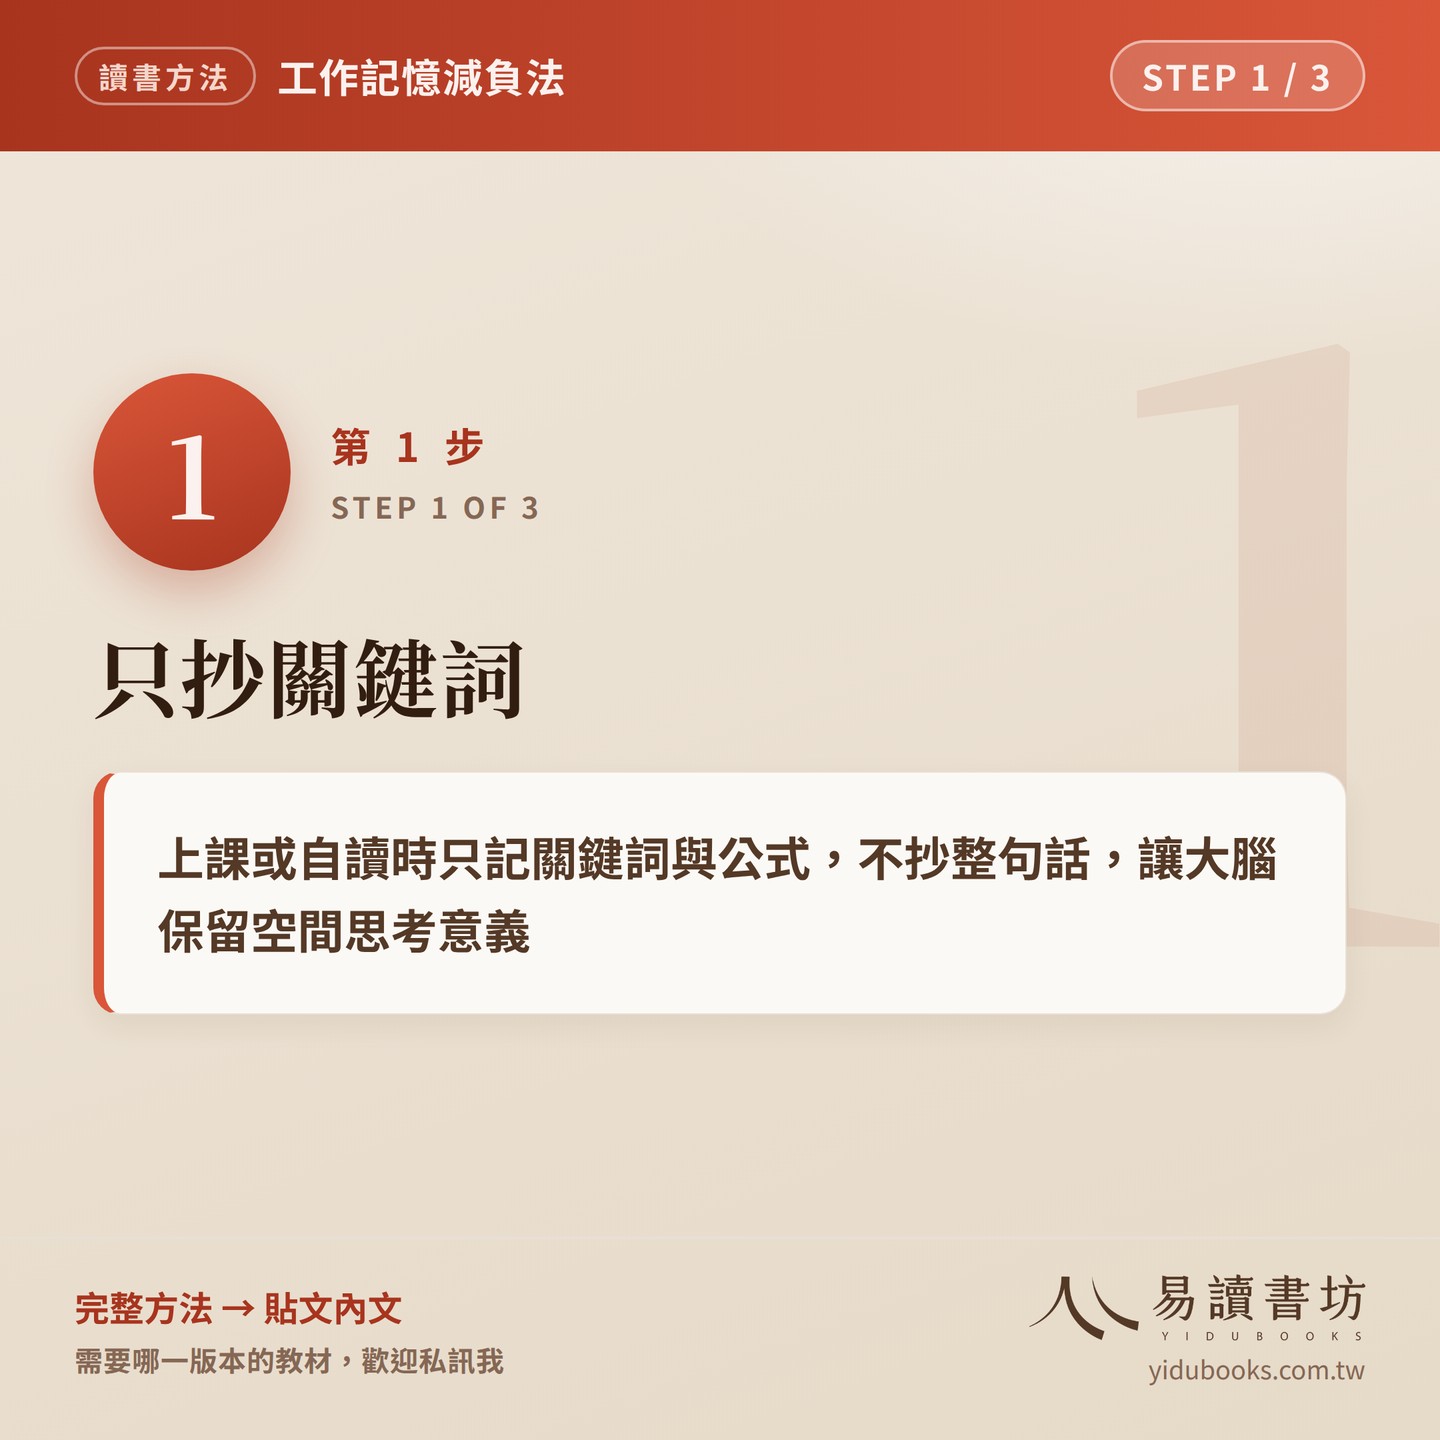 讀書方法 工作記憶減負法
STEP 1 / 3
1
1
第 1 步
STEP 1 OF 3
只抄關鍵詞
上課或自讀時只記關鍵詞與公式，不抄整句話，讓大腦
保留空間思考意義
完整方法 → 貼文內文
需要哪一版本的教材，歡迎私訊我
易讀書坊
YIDUBOOKS
yidubooks.com.tw